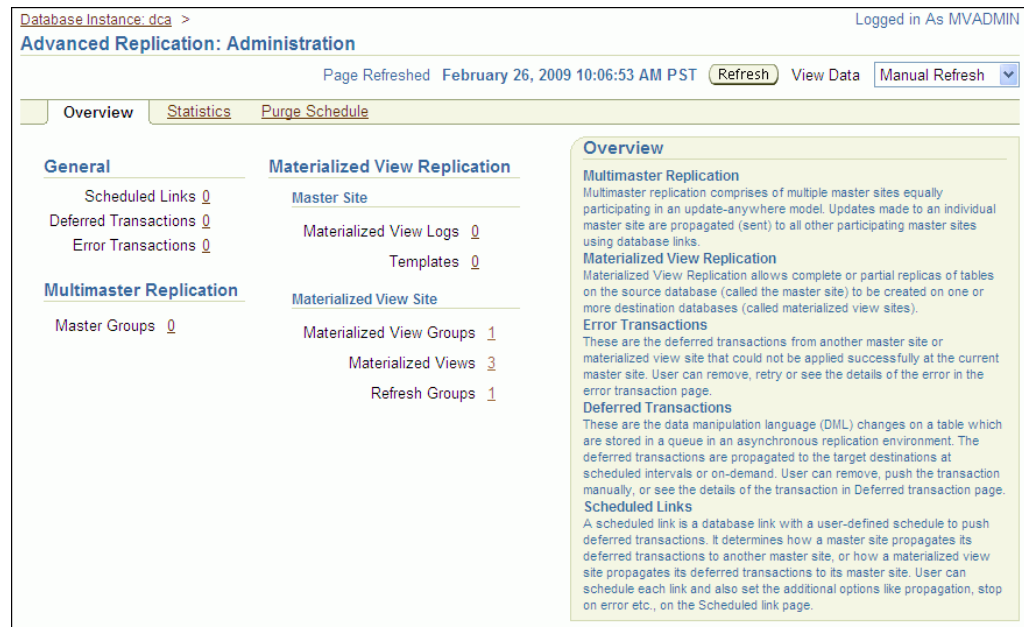 Database Instance: dca >
Logged in As MVADMIN
Advanced Replication: Administration
Page Refreshed February 26, 2009 10:06:53 AM PST Refresh View Data Manual Refresh
Overview Statistics Purge Schedule
General
Scheduled Links 0
Deferred Transactions 0
Error Transactions 0
Multimaster Replication
Master Groups 0
Materialized View Replication
Master Site
Materialized View Logs 0
Templates 0
Materialized View Site
Materialized View Groups 1
Materialized Views 3
Refresh Groups 1
Overview
Multimaster Replication
Multimaster replication comprises of multiple master sites equally
participating in an update-anywhere model. Updates made to an individual
master site are propagated (sent) to all other participating master sites
using database links.
Materialized View Replication
Materialized View Replication allows complete or partial replicas of tables
on the source database (called the master site) to be created on one or
more destination databases (called materialized view sites).
Error Transactions
These are the deferred transactions from another master site or
materialized view site that could not be applied successfully at the current
master site. User can remove, retry or see the details of the error in the
error transaction page.
Deferred Transactions
These are the data manipulation language (DML) changes on a table which
are stored in a queue in an asynchronous replication environment. The
deferred transactions are propagated to the target destinations at
scheduled intervals or on-demand. User can remove, push the transaction
manually, or see the details of the transaction in Deferred transaction page.
Scheduled Links
A scheduled link is a database link with a user-defined schedule to push
deferred transactions. It determines how a master site propagates its
deferred transactions to another master site, or how a materialized view
site propagates its deferred transactions to its master site. User can
schedule each link and also set the additional options like propagation, stop
on error etc., on the Scheduled link page.